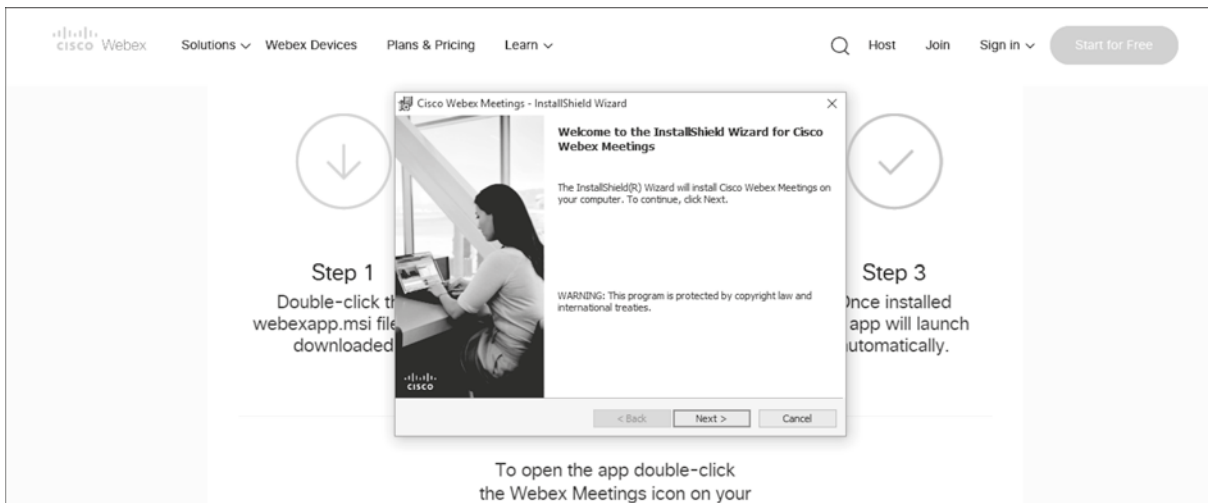 CISCO Webex
Solutions Webex Devices Plans & Pricing Learn Host Join Sign in Start for Free
Cisco Webex Meetings - InstallShield Wizard
Welcome to the InstallShield Wizard for Cisco
Webex Meetings
The InstallShield(R) Wizard will install Cisco Webex Meetings on
your computer. To continue, click Next.
WARNING: This program is protected by copyright law and
international treaties.
CISCO
< Back Next > Cancel
Step 1
Double-click
webexapp.msi
downloaded
Step 3
installed
app will launch
To open the app double-click
the Webex Meetings icon on your